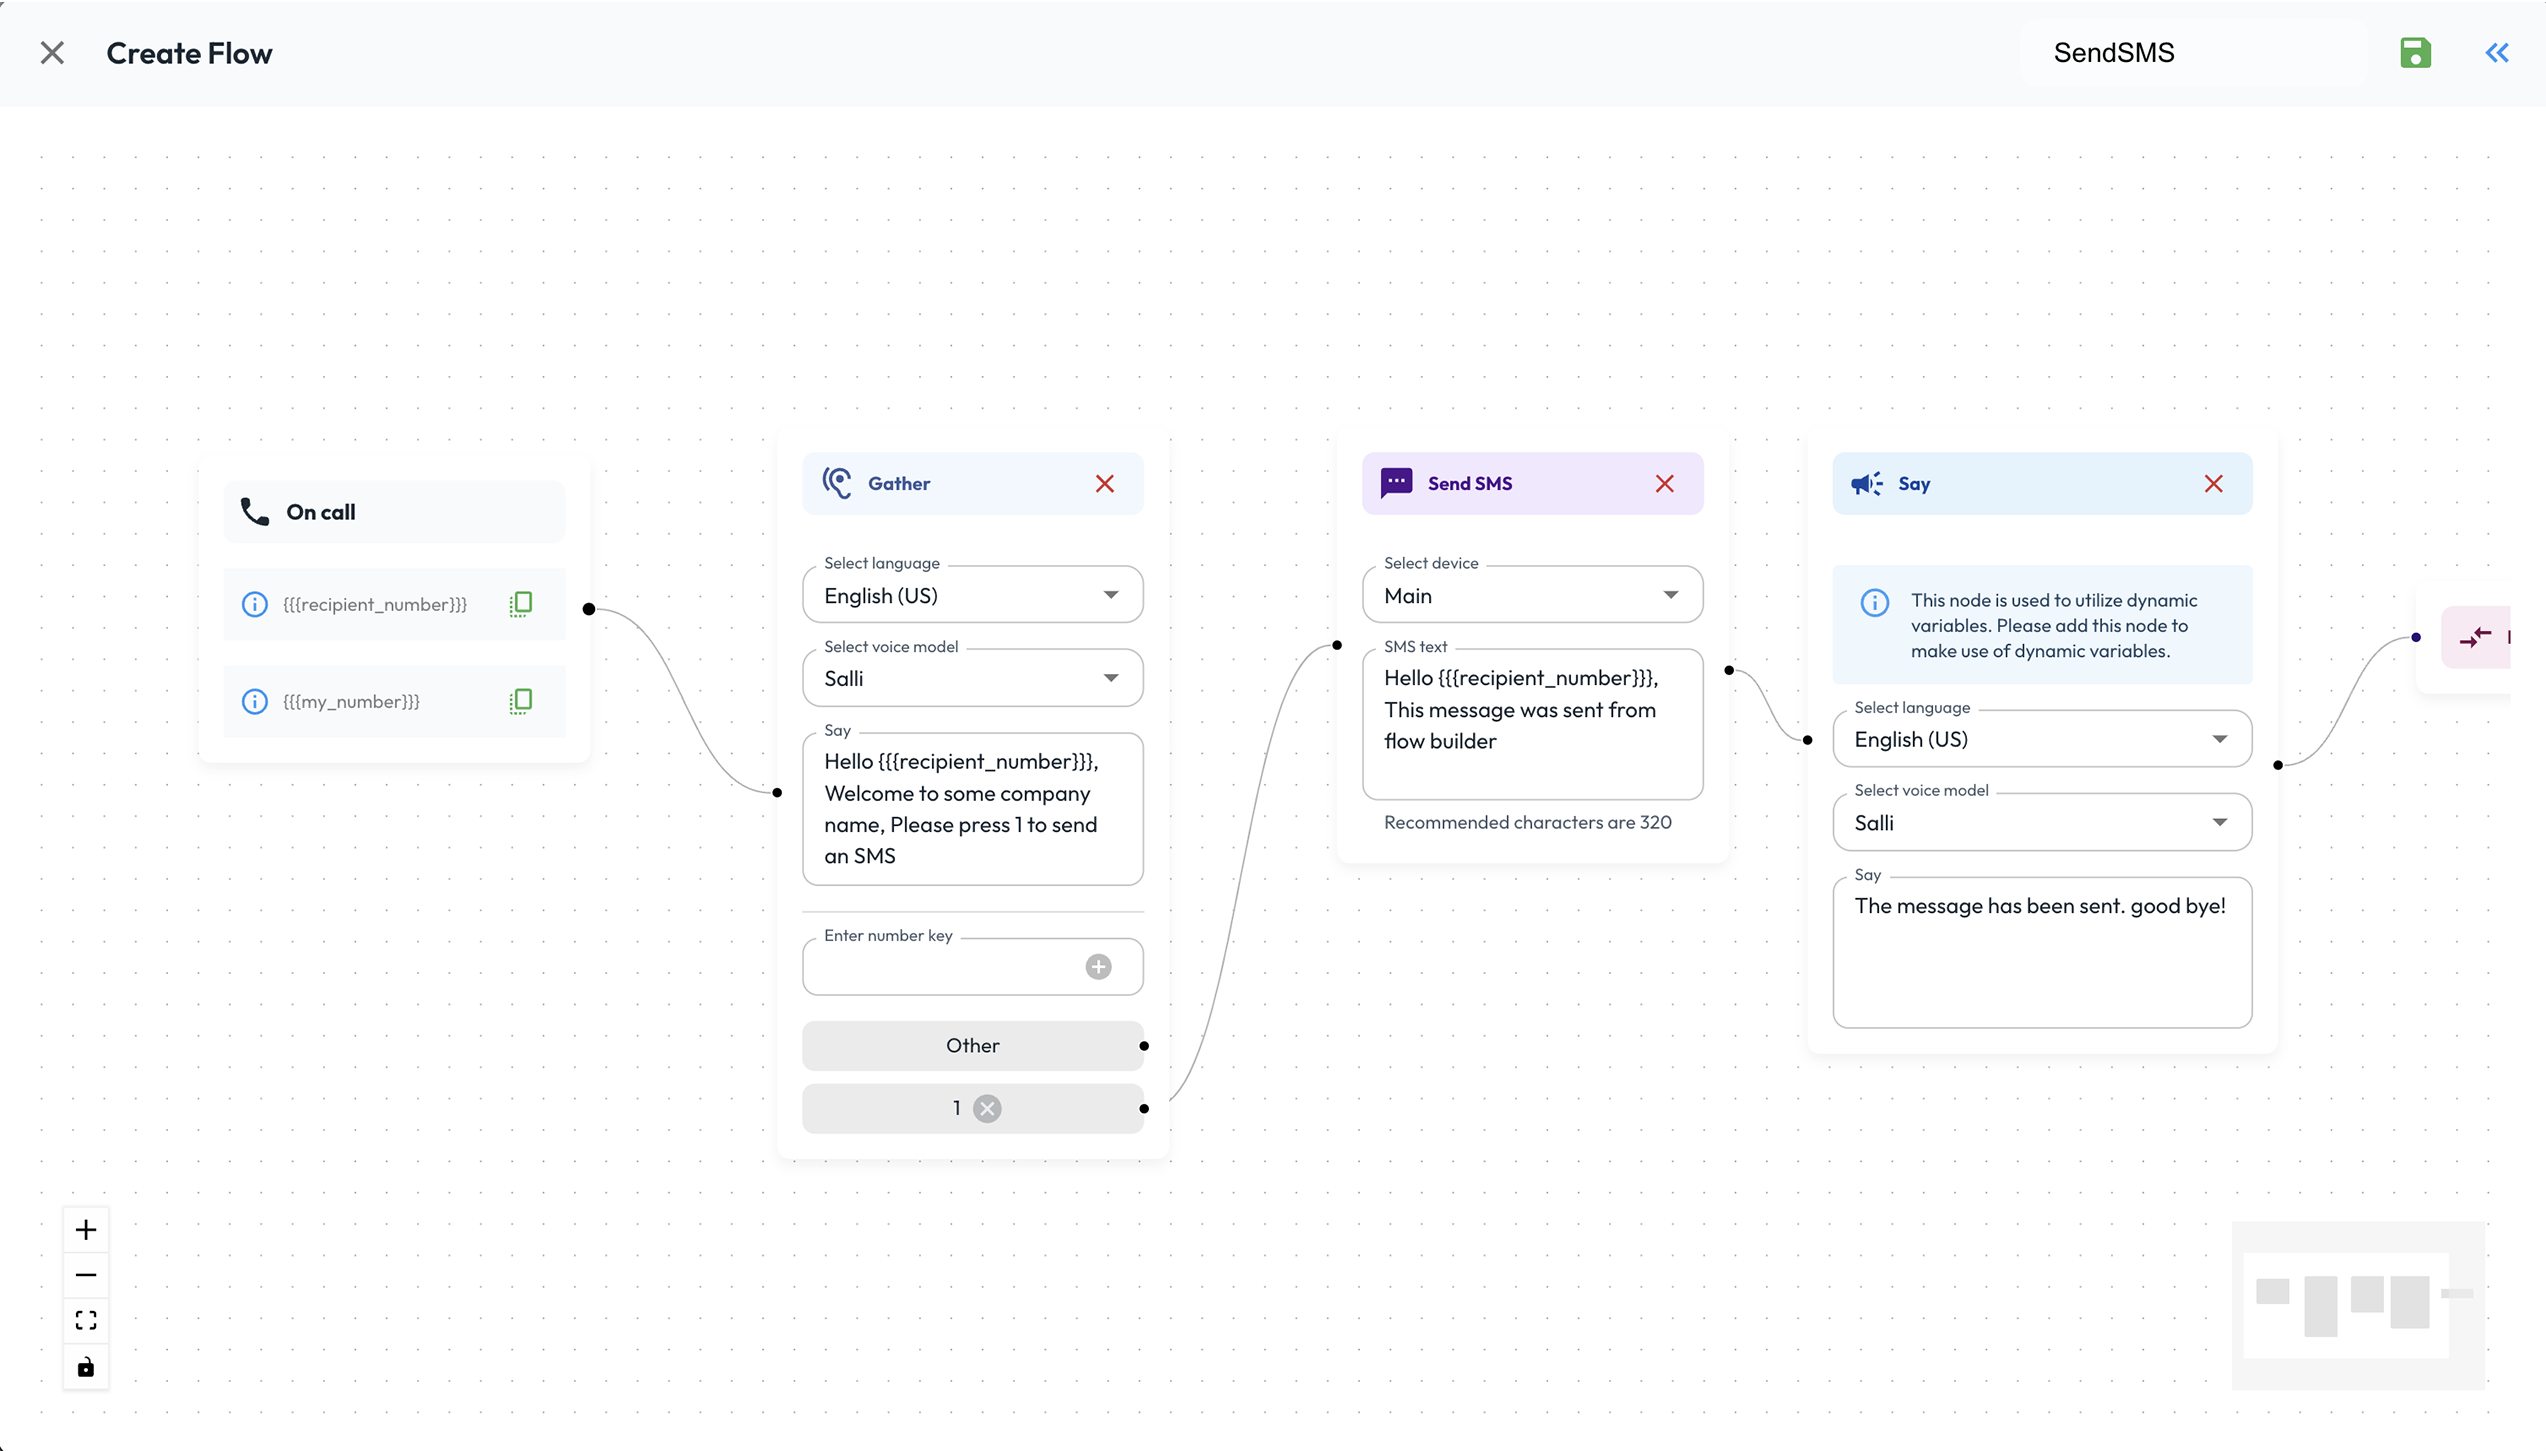 Create Flow
SendSMS
On call
{{{recipient_number}}}
{{{my_number}}}
Gather
Select language
English (US)
Select voice model
Salli
Say
Hello {{{recipient_number}}},
Welcome to some company
name, Please press 1 to send
an SMS
Enter number key
Other
1
Send SMS
Select device
Main
SMS text
Hello {{{recipient_number}}},
This message was sent from
flow builder
Recommended characters are 320
Say
This node is used to utilize dynamic
variables. Please add this node to
make use of dynamic variables.
Select language
English (US)
Select voice model
Salli
Say
The message has been sent. good bye!